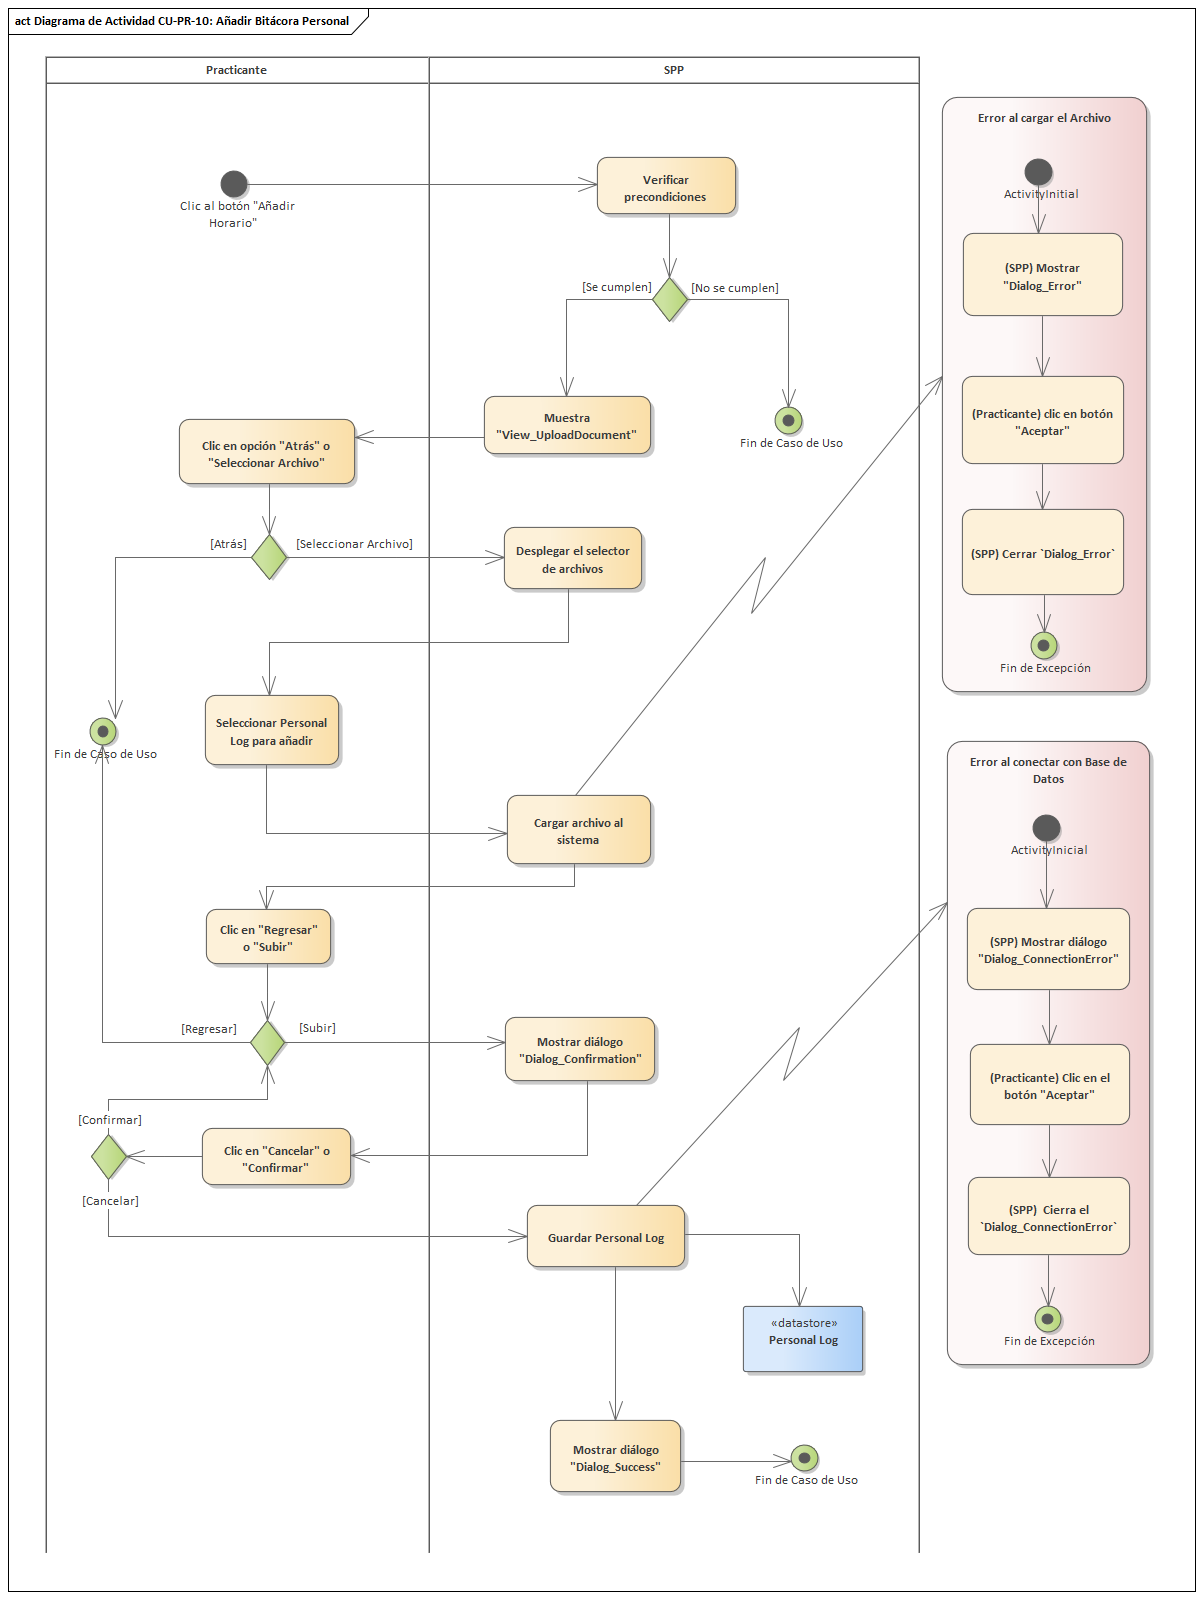 act Diagrama de Actividad CU-PR-10: Añadir Bitácora Personal
Practicante
SPP
Clic al botón "Añadir
Horario"
Verificar
precondiciones
[Se cumplen]
[No se cumplen]
Muestra
"View_UploadDocument"
Fin de Caso de Uso
Clic en opción "Atrás" o
"Seleccionar Archivo"
[Atrás]
[Seleccionar Archivo]
Desplegar el selector
de archivos
Seleccionar Personal
Log para añadir
Fin de Caso de Uso
Cargar archivo al
sistema
Clic en "Regresar"
o "Subir"
[Regresar]
[Subir]
Mostrar diálogo
"Dialog_Confirmation"
[Confirmar]
Clic en "Cancelar" o
"Confirmar"
[Cancelar]
Guardar Personal Log
«datastore»
Personal Log
Mostrar diálogo
"Dialog_Success"
Fin de Caso de Uso
Error al cargar el Archivo
ActivityInitial
(SPP) Mostrar
"Dialog_Error"
(Practicante) clic en botón
"Aceptar"
(SPP) Cerrar `Dialog_Error`
Fin de Excepción
Error al conectar con Base de
Datos
ActivityInicial
(SPP) Mostrar diálogo
"Dialog_ConnectionError"
(Practicante) Clic en el
botón "Aceptar"
(SPP) Cierra el
`Dialog_ConnectionError`
Fin de Excepción